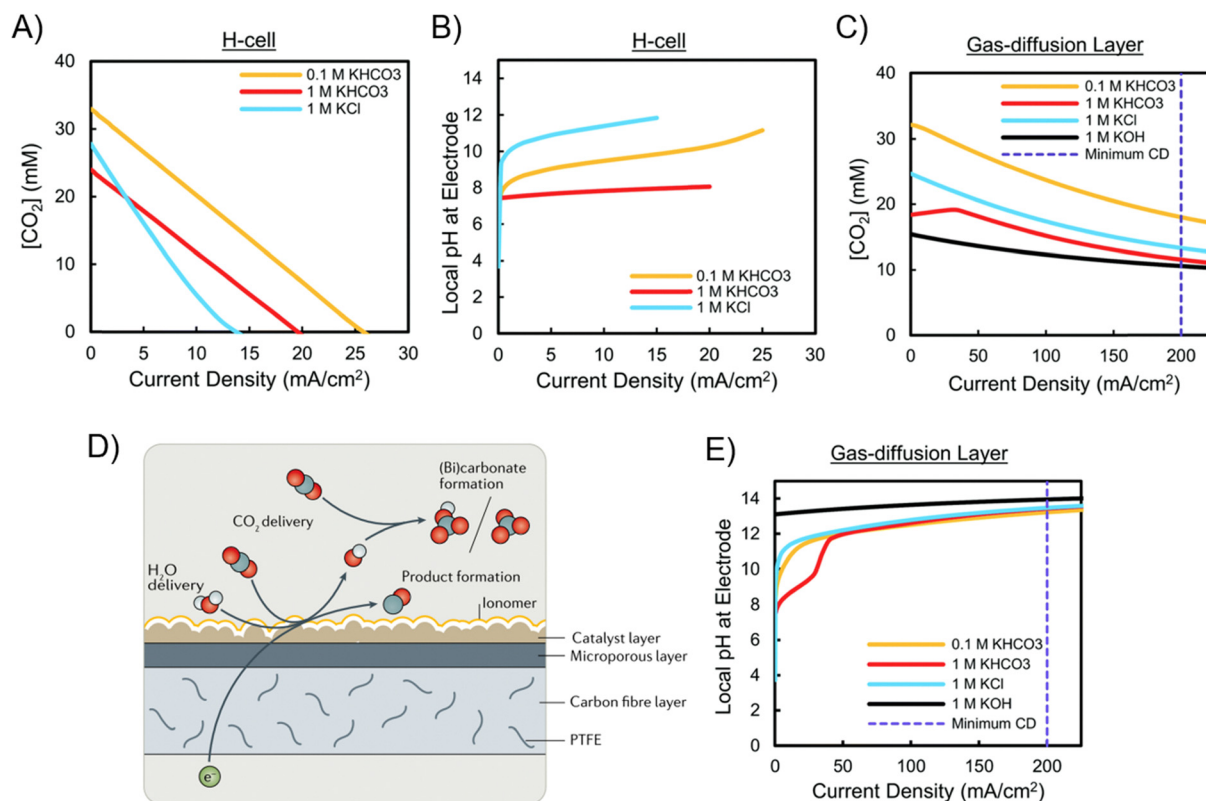 A)
H-cell
40
30
20
10
0
[CO2] (mM)
0.1 M KHCO3
1 M KHCO3
1 M KCl
0 5 10 15 20 25 30
Current Density (mA/cm2)
B)
H-cell
14
12
10
8
6
4
2
0
Local pH at Electrode
0.1 M KHCO3
1 M KHCO3
1 M KCl
0 5 10 15 20 25 30
Current Density (mA/cm2)
C)
Gas-diffusion Layer
40
30
20
10
0
[CO2] (mM)
0.1 M KHCO3
1 M KHCO3
1 M KCl
1 M KOH
Minimum CD
0 50 100 150 200
Current Density (mA/cm2)
D)
(Bi)carbonate
formation
CO2 delivery
H2O
delivery
Product formation
Ionomer
Catalyst layer
Microporous layer
Carbon fibre layer
PTFE
e-
E)
Gas-diffusion Layer
14
12
10
8
6
4
2
0
Local pH at Electrode
0.1 M KHCO3
1 M KHCO3
1 M KCl
1 M KOH
Minimum CD
0 50 100 150 200
Current Density (mA/cm2)